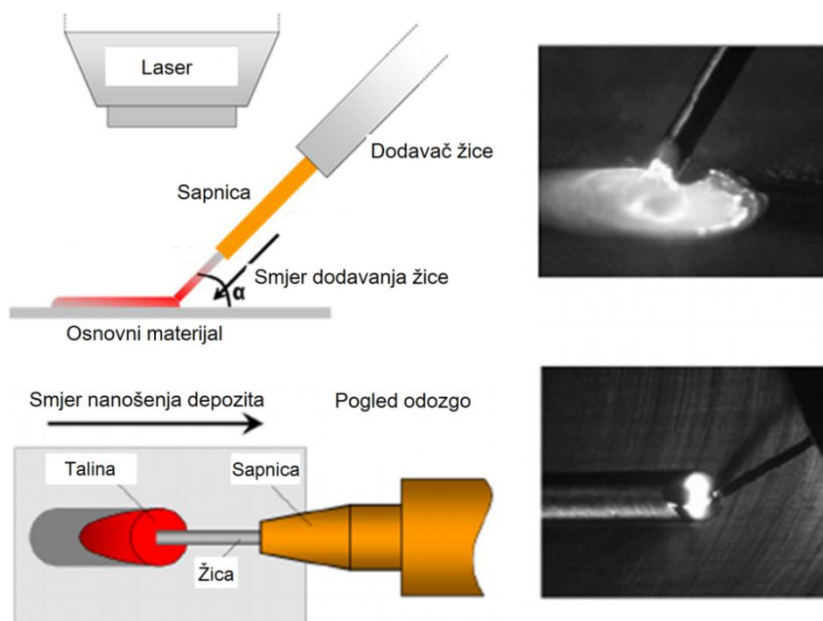 Laser
Dodavač žice
Sapnica
Smjer dodavanja žice
α
Osnovni materijal
Smjer nanošenja depozita
Pogled odozgo
Talina
Sapnica
Žica